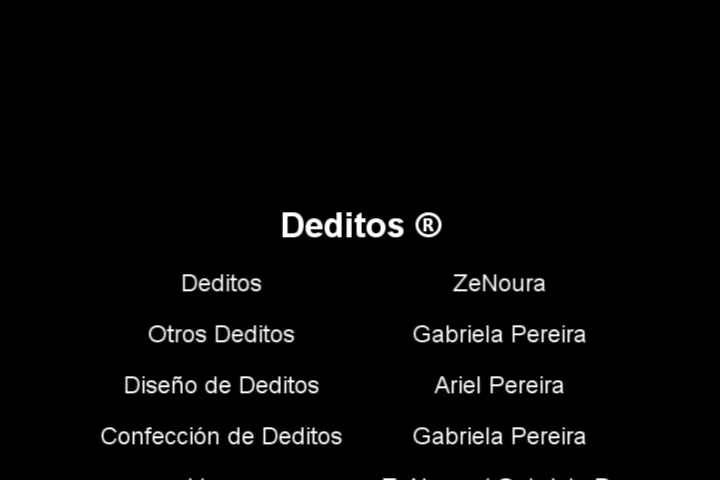 Deditos ®
Deditos ZeNoura
Otros Deditos Gabriela Pereira
Diseño de Deditos Ariel Pereira
Confección de Deditos Gabriela Pereira